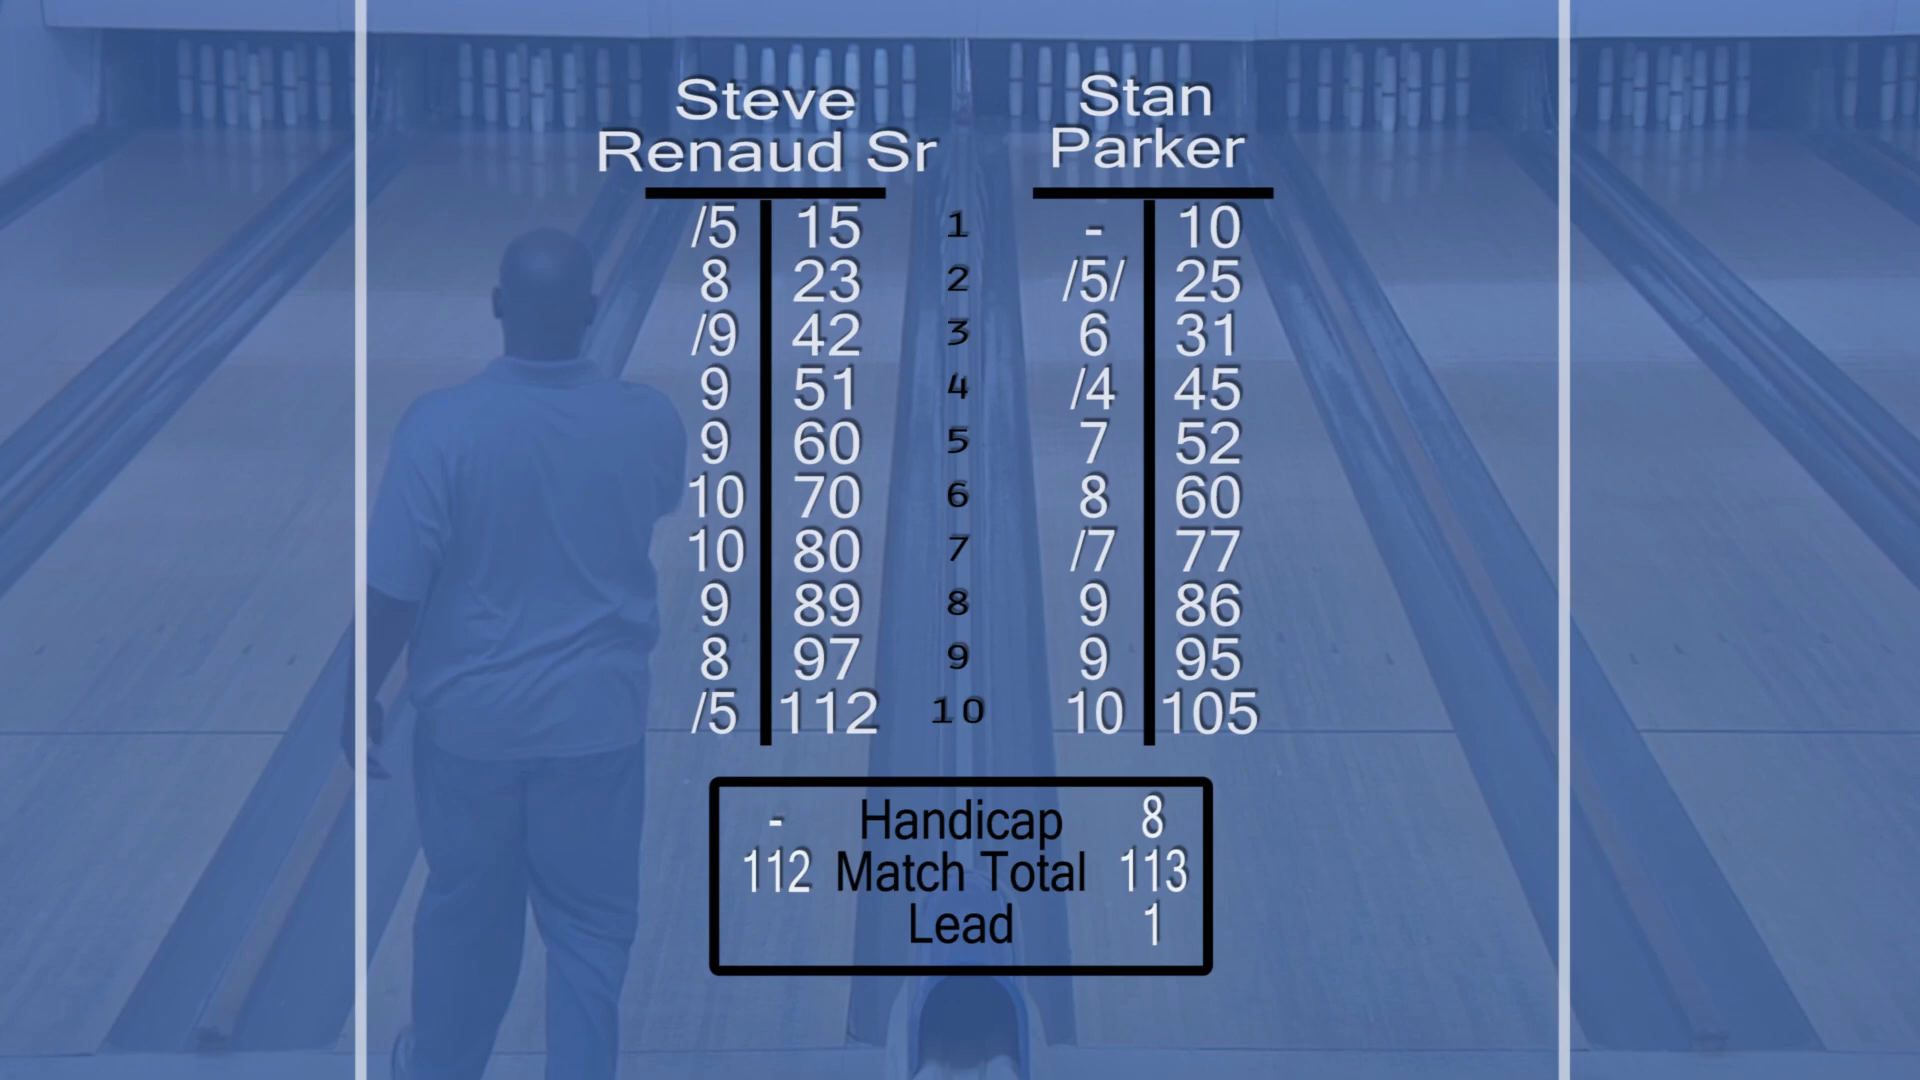 Steve
Renaud Sr
Stan
Parker
/5 15 1 - 10
8 23 2 /5/ 25
/9 42 3 6 31
9 51 4 /4 45
9 60 5 7 52
10 70 6 8 60
10 80 7 /7 77
9 89 8 9 86
8 97 9 9 95
/5 112 10 10 105
- Handicap 8
112 Match Total 113
Lead 1